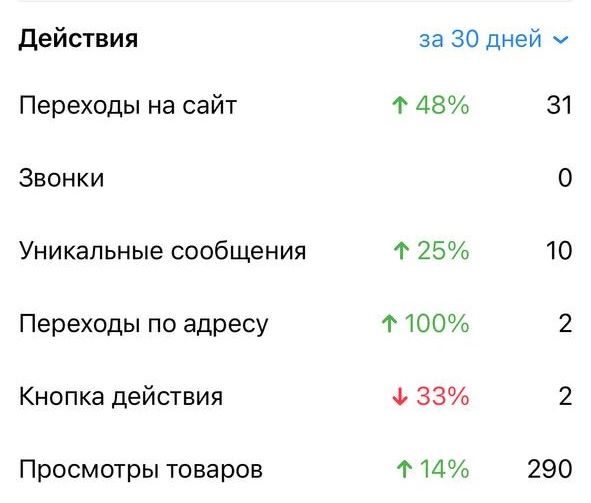 Действия за 30 дней
Переходы на сайт ↑ 48% 31
Звонки 0
Уникальные сообщения ↑ 25% 10
Переходы по адресу ↑ 100% 2
Кнопка действия ↓ 33% 2
Просмотры товаров ↑ 14% 290